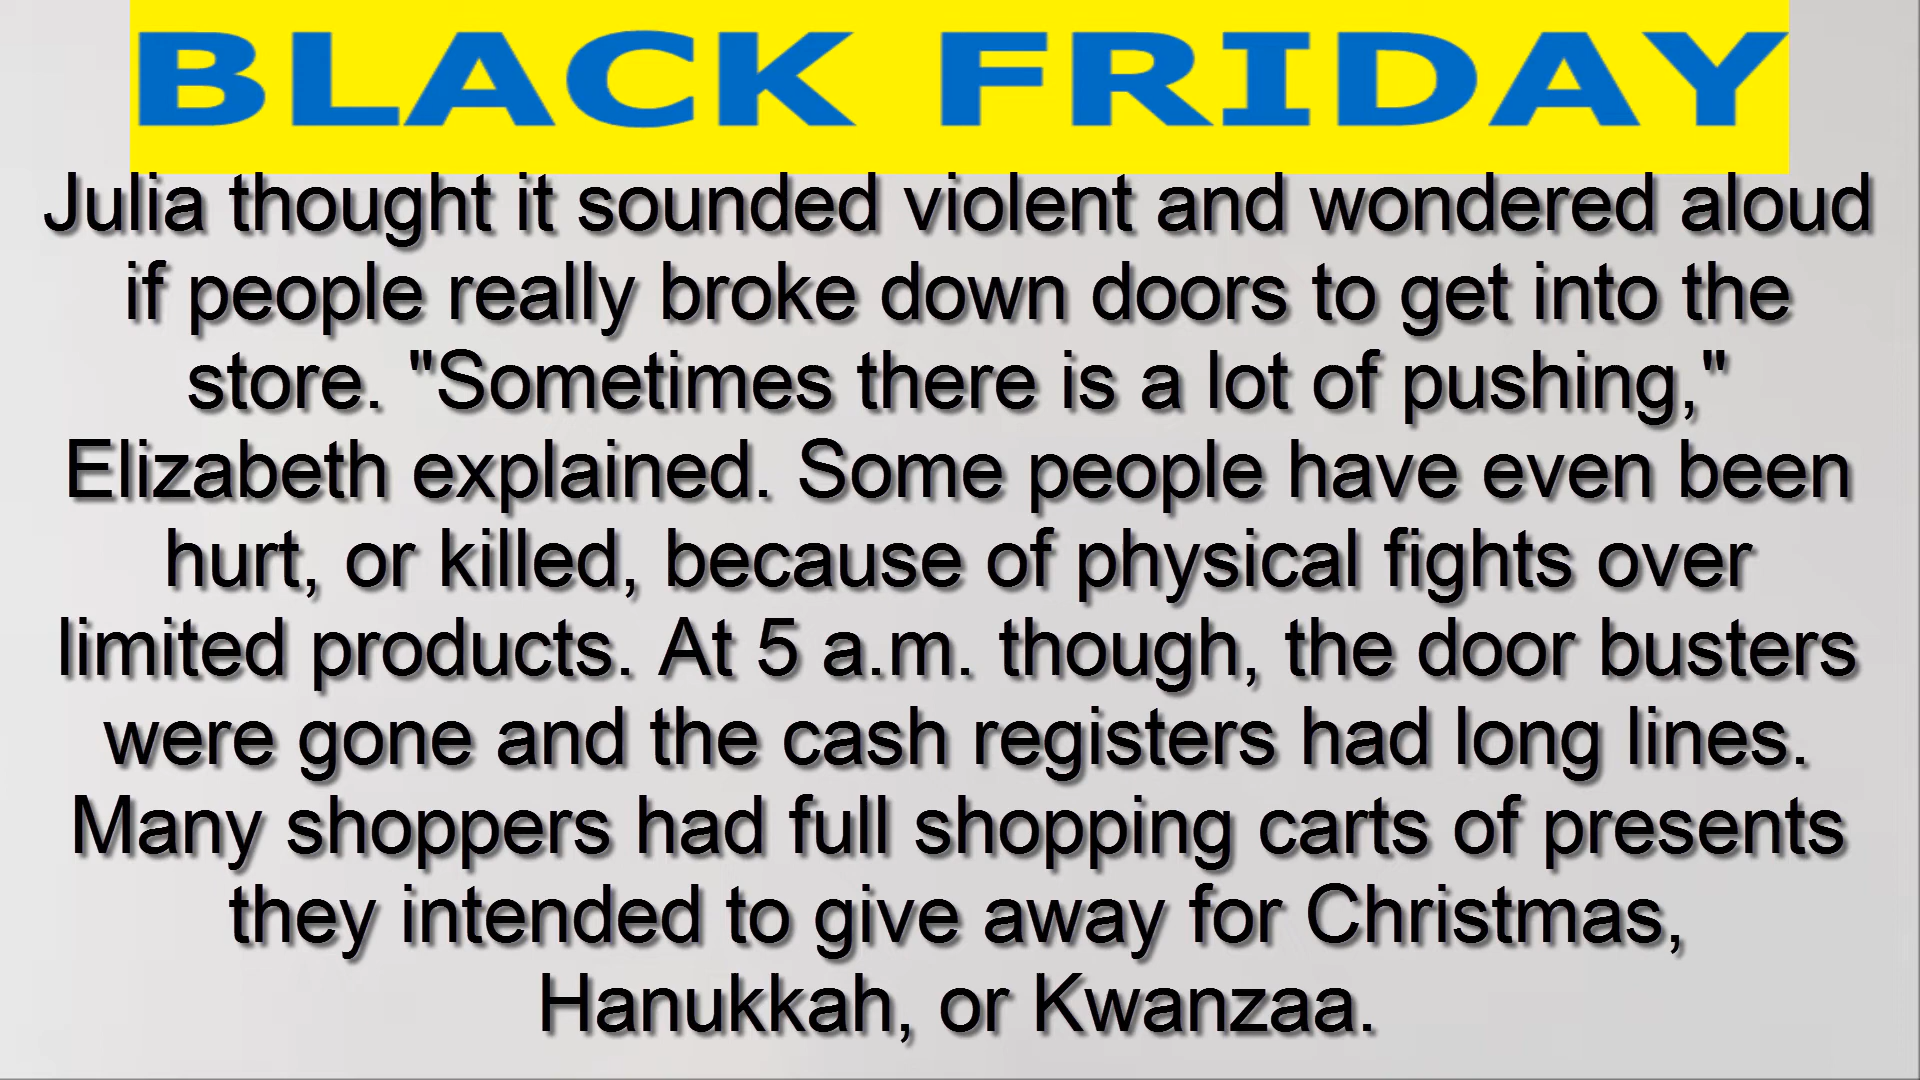 BLACK FRIDAY
Julia thought it sounded violent and wondered aloud
if people really broke down doors to get into the
store. "Sometimes there is a lot of pushing,"
Elizabeth explained. Some people have even been
hurt, or killed, because of physical fights over
limited products. At 5 a.m. though, the door busters
were gone and the cash registers had long lines.
Many shoppers had full shopping carts of presents
they intended to give away for Christmas,
Hanukkah, or Kwanzaa.